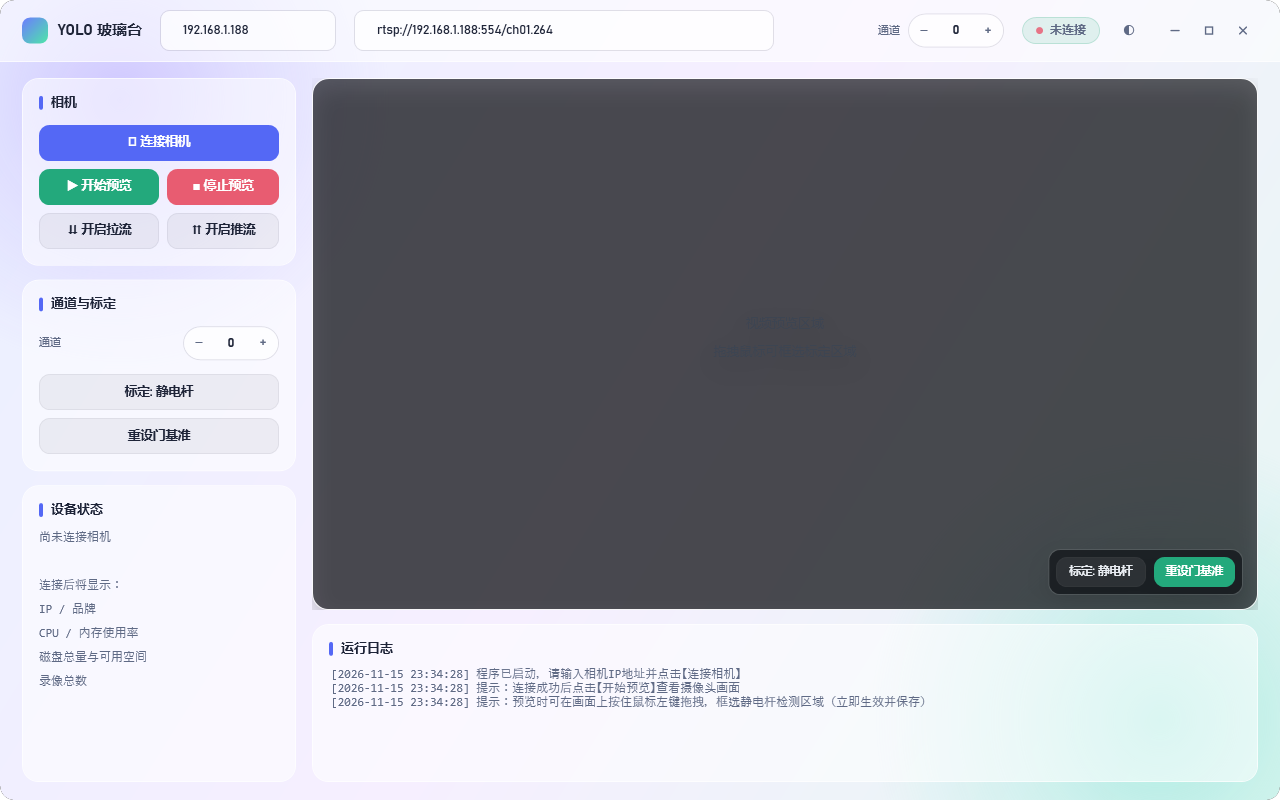 YOLO 玻璃台
192.168.1.188
rtsp://192.168.1.188:554/ch01.264
通道 − 0 +
未连接
相机
连接相机
▶ 开始预览
■ 停止预览
⇊ 开启拉流
⇈ 开启推流
通道与标定
通道 − 0 +
标定: 静电杆
重设门基准
设备状态
尚未连接相机
连接后将显示：
IP / 品牌
CPU / 内存使用率
磁盘总量与可用空间
录像总数
标定: 静电杆
重设门基准
运行日志
[2026-11-15 23:34:28] 程序已启动，请输入相机IP地址并点击【连接相机】
[2026-11-15 23:34:28] 提示：连接成功后点击【开始预览】查看摄像头画面
[2026-11-15 23:34:28] 提示：预览时可在画面上按住鼠标左键拖拽，框选静电杆检测区域（立即生效并保存）